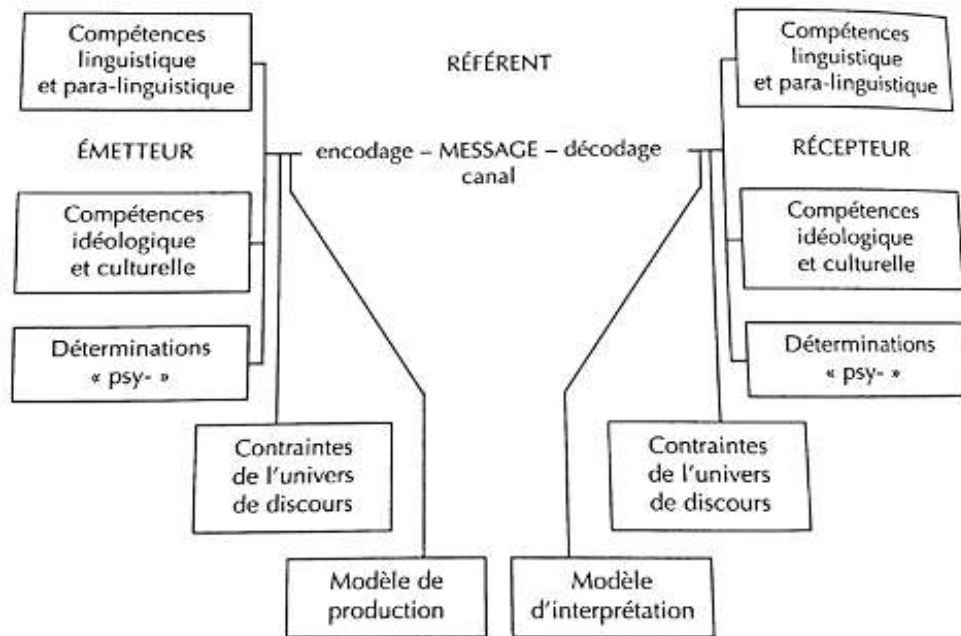 Compétences
linguistique
et para-linguistique
RÉFÉRENT
Compétences
linguistique
et para-linguistique
ÉMETTEUR
encodage – MESSAGE – décodage
canal
RÉCEPTEUR
Compétences
idéologique
et culturelle
Compétences
idéologique
et culturelle
Déterminations
« psy- »
Déterminations
« psy- »
Contraintes
de l'univers
de discours
Contraintes
de l'univers
de discours
Modèle de
production
Modèle
d'interprétation